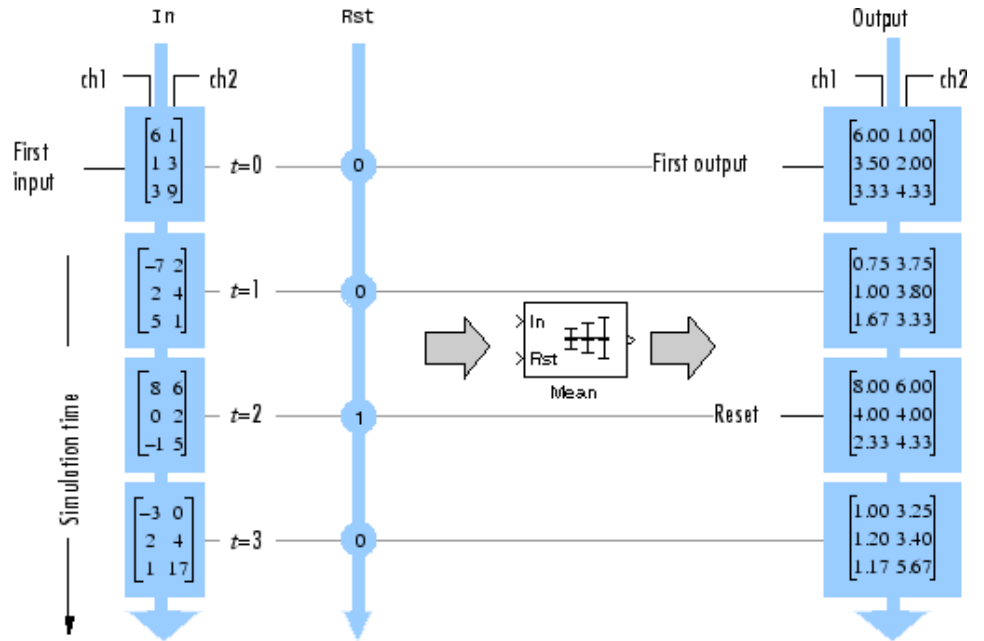 In Rst Output
ch1 ch2 ch1 ch2
First input
6 1
1 3
3 9
t=0
0
First output
6.00 1.00
3.50 2.00
3.33 4.33
-7 2
2 4
5 1
t=1
0
0.75 3.75
1.00 3.80
1.67 3.33
In
Rst
Mean
Simulation time
8 6
0 2
-1 5
t=2
1
Reset
8.00 6.00
4.00 4.00
2.33 4.33
-3 0
2 4
1 17
t=3
0
1.00 3.25
1.20 3.40
1.17 5.67